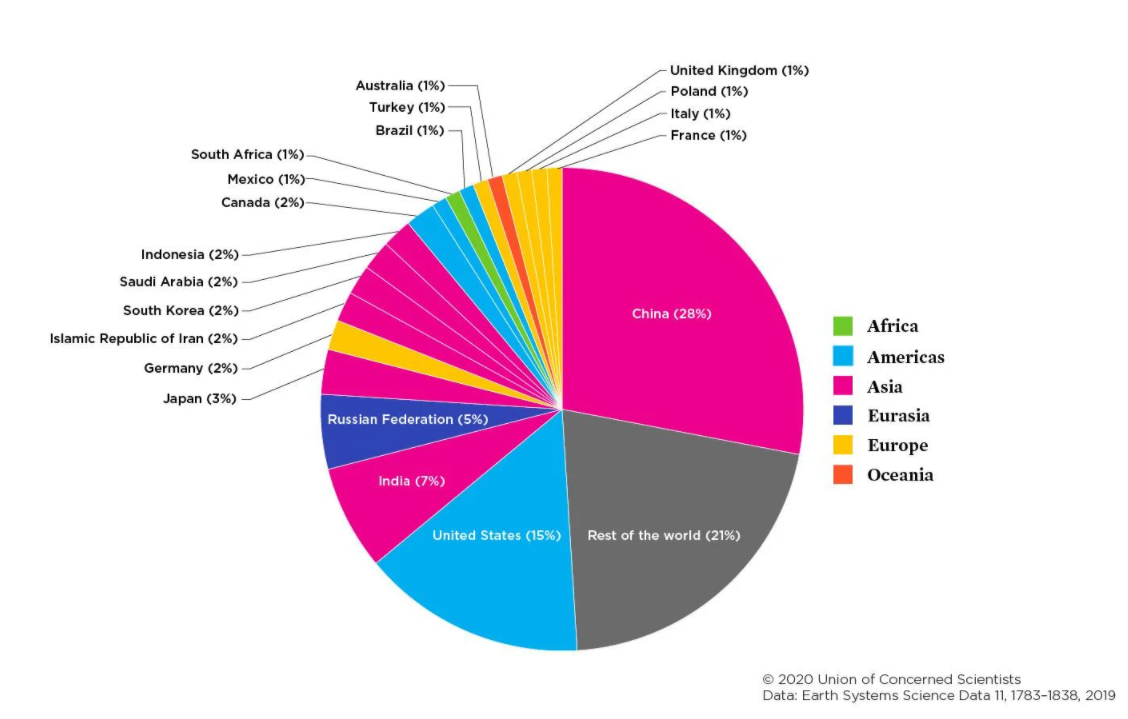 United Kingdom (1%)
Australia (1%)
Poland (1%)
Turkey (1%)
Italy (1%)
Brazil (1%)
France (1%)
South Africa (1%)
Mexico (1%)
Canada (2%)
Indonesia (2%)
Saudi Arabia (2%)
South Korea (2%)
Islamic Republic of Iran (2%)
Germany (2%)
Japan (3%)
Russian Federation (5%)
India (7%)
United States (15%)
Rest of the world (21%)
China (28%)
Africa
Americas
Asia
Eurasia
Europe
Oceania
© 2020 Union of Concerned Scientists
Data: Earth Systems Science Data 11, 1783–1838, 2019